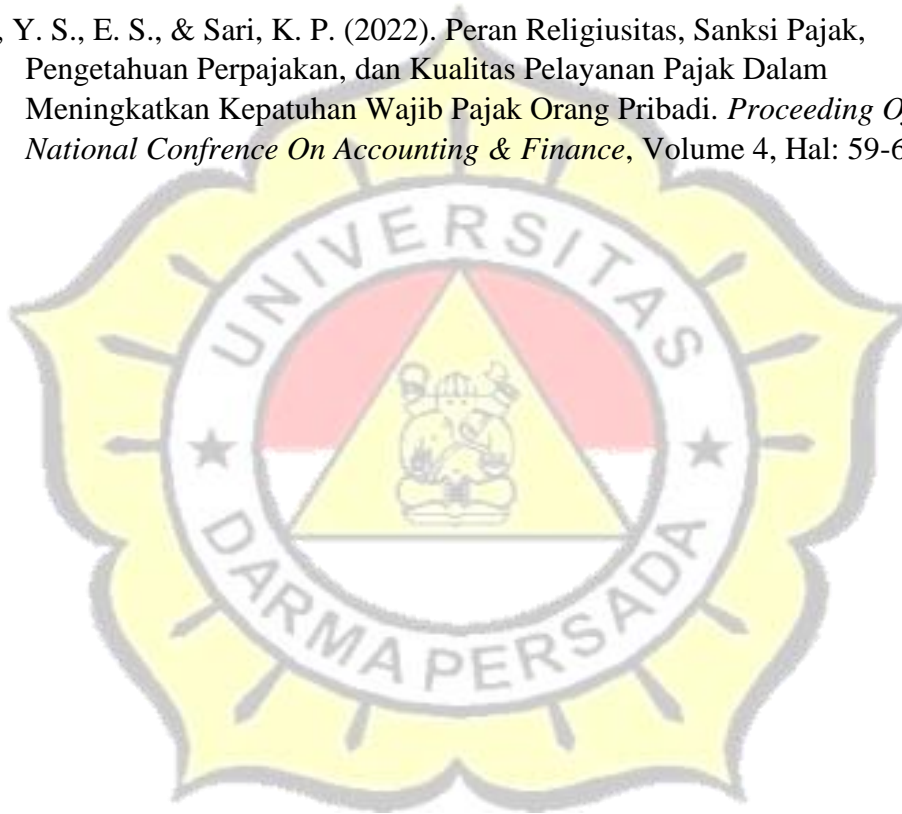 , Y. S., E. S., & Sari, K. P. (2022). Peran Religiusitas, Sanksi Pajak,
Pengetahuan Perpajakan, dan Kualitas Pelayanan Pajak Dalam
Meningkatkan Kepatuhan Wajib Pajak Orang Pribadi. Proceeding O
National Confrence On Accounting & Finance, Volume 4, Hal: 59-6
UNIVERSITAS
DARMA PERSADA